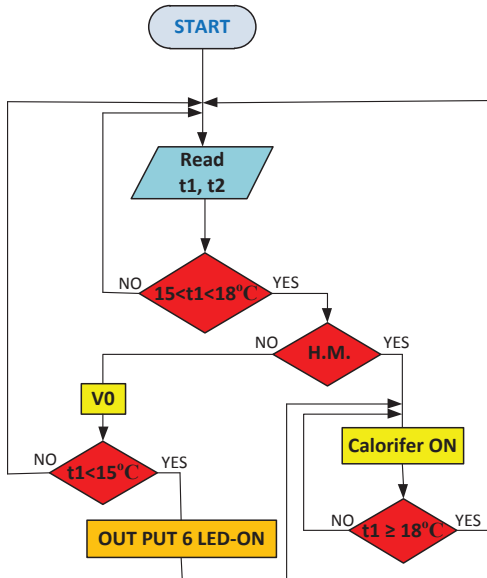 START
Read
t1, t2
NO
15<t1<18°C
YES
NO
H.M.
YES
V0
Calorifer ON
NO
t1<15°C
YES
NO
t1 ≥ 18°C
YES
OUT PUT 6 LED-ON